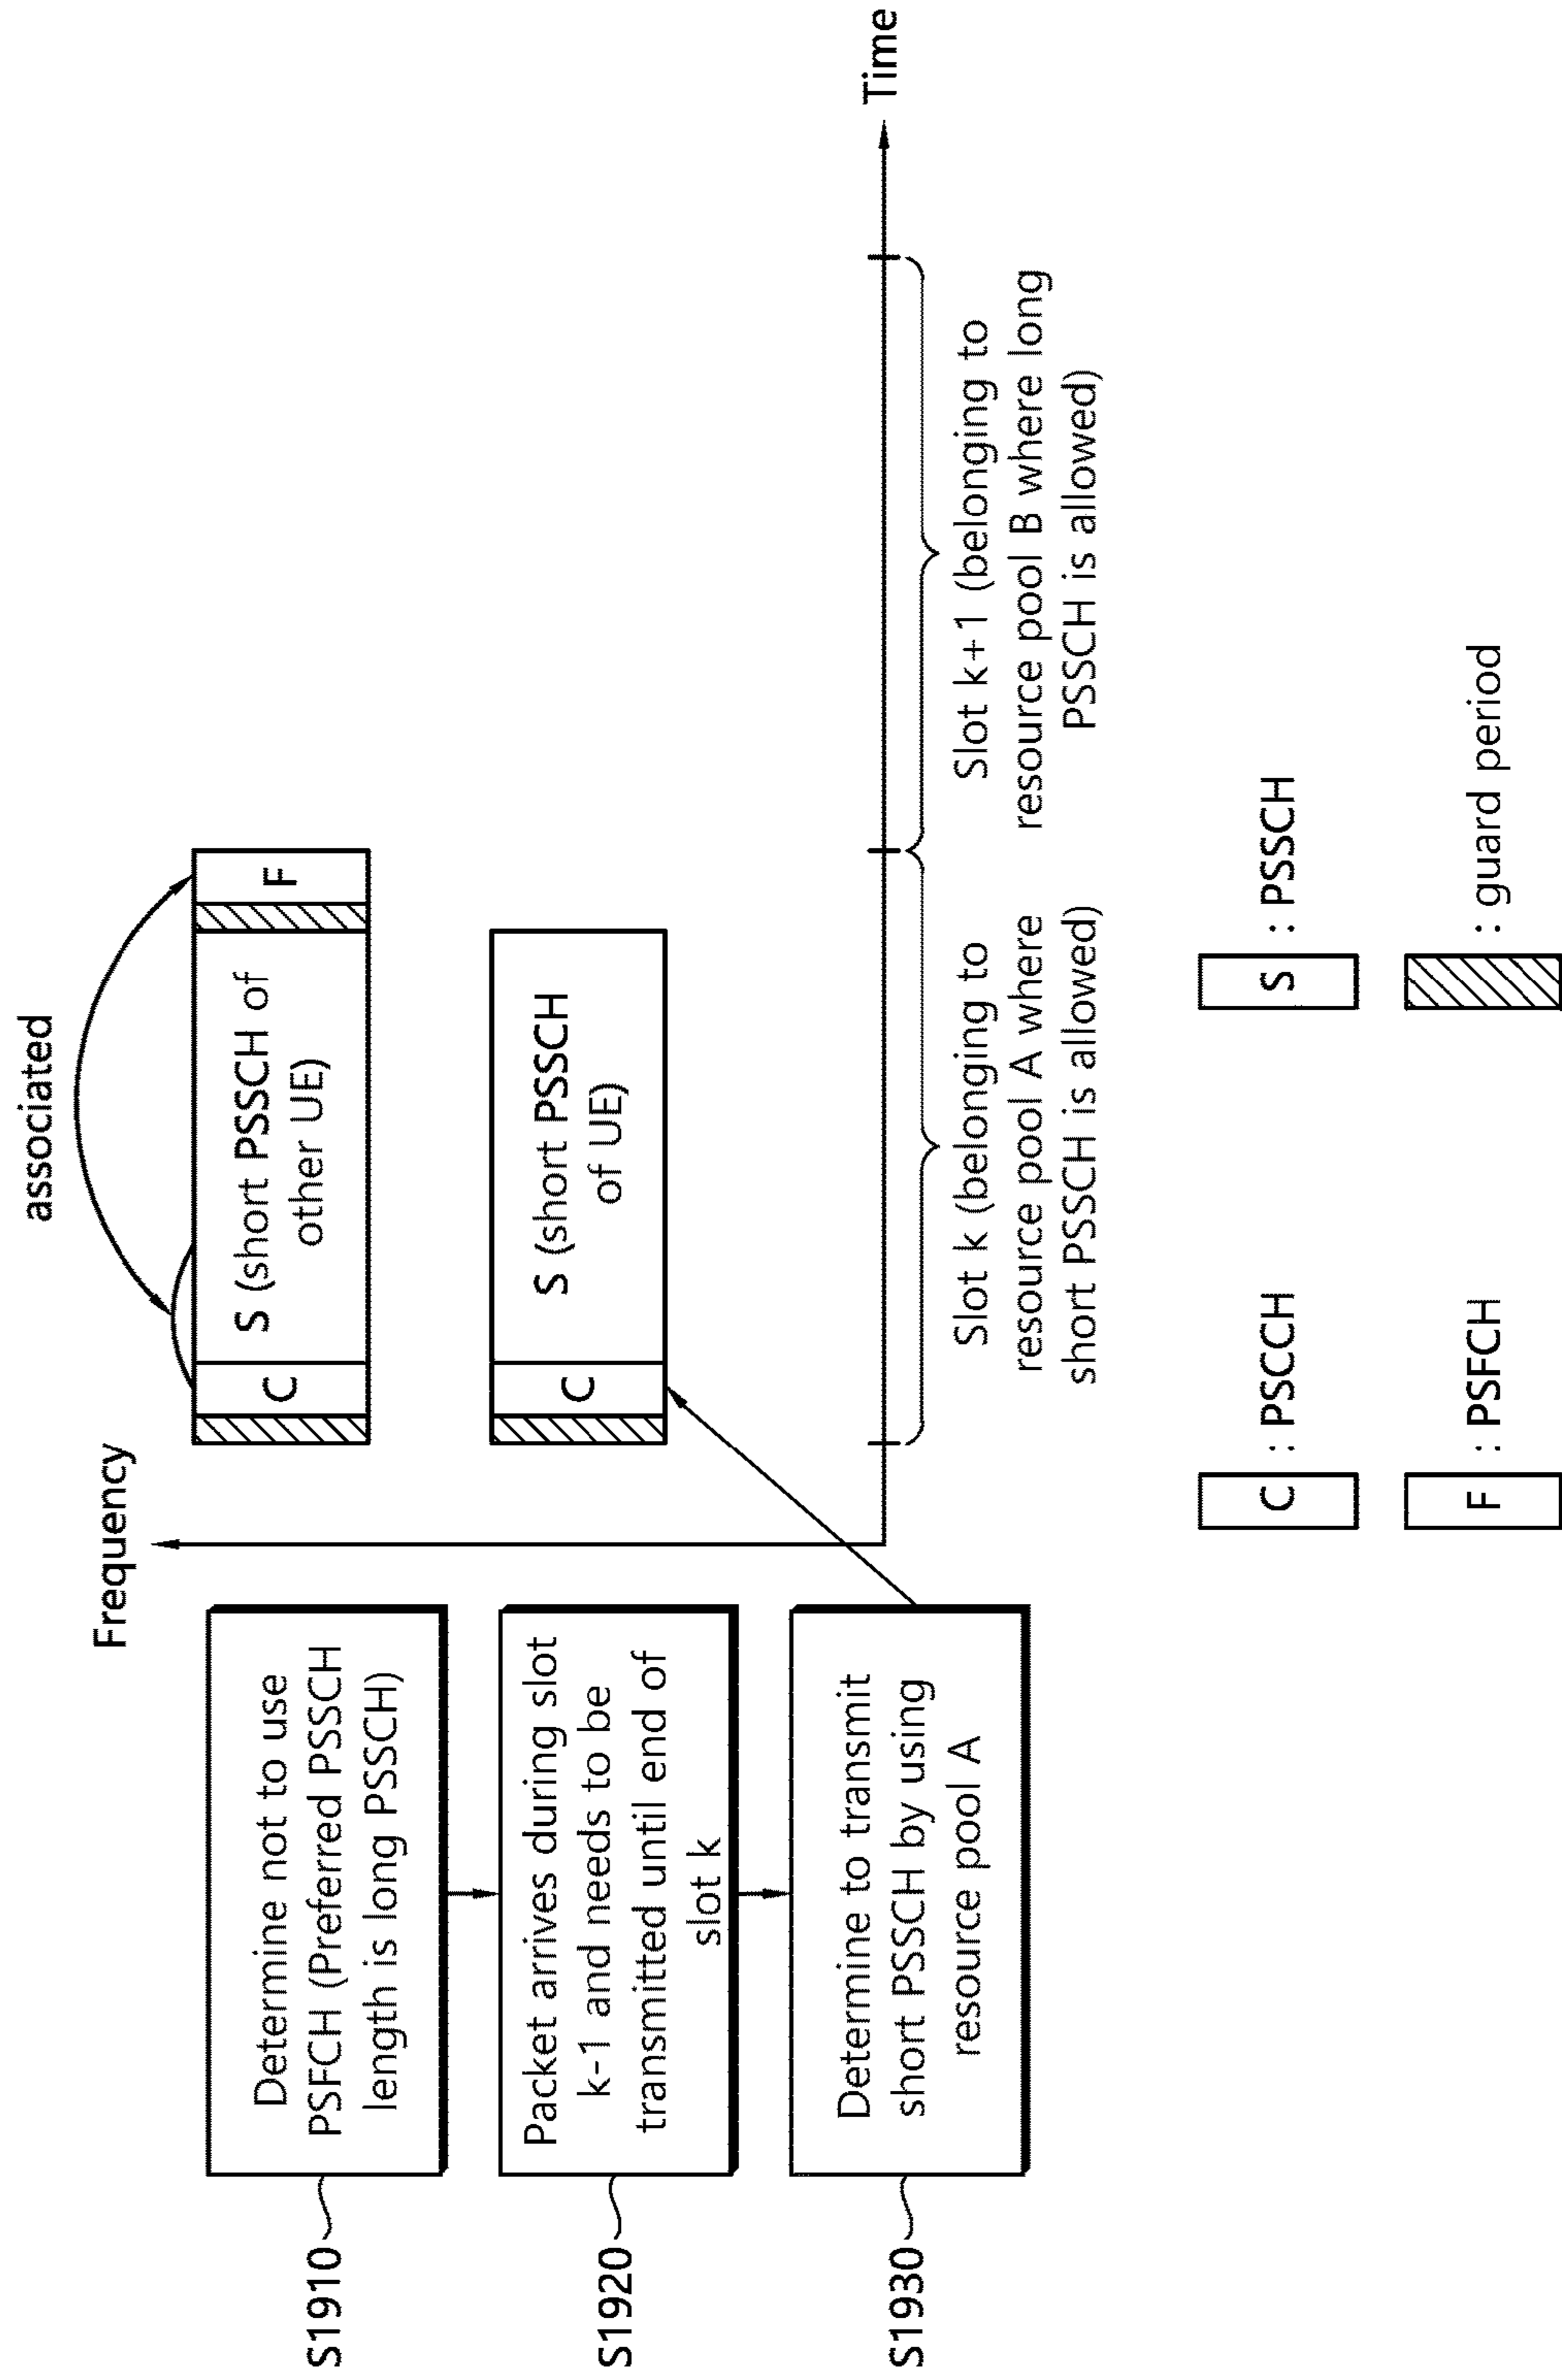 S1910
Determine not to use
PSFCH (Preferred PSSCH
length is long PSSCH)
S1920
Packet arrives during slot
k-1 and needs to be
transmitted until end of
slot k
S1930
Determine to transmit
short PSSCH by using
resource pool A
Frequency
associated
C
S (short PSSCH of
other UE)
F
C
S (short PSSCH
of UE)
Time
Slot k (belonging to
resource pool A where
short PSSCH is allowed)
Slot k+1 (belonging to
resource pool B where long
PSSCH is allowed)
C : PSCCH
S : PSSCH
F : PSFCH
: guard period